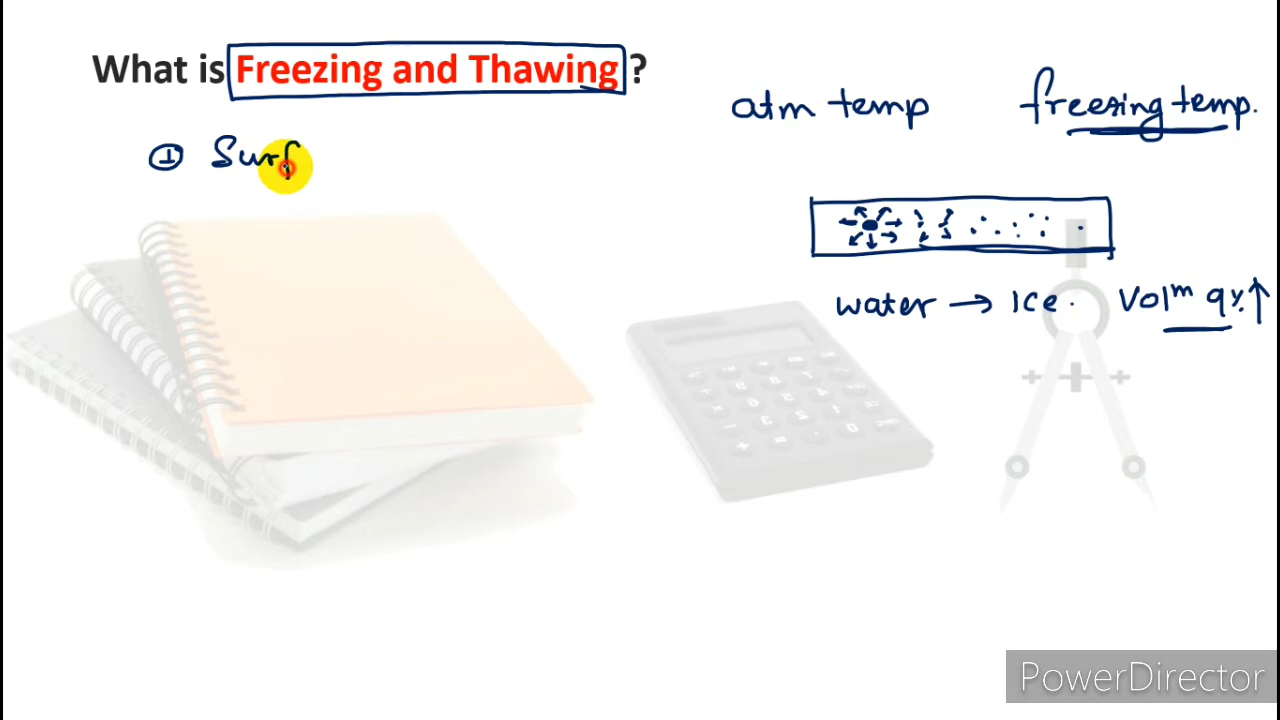 What is Freezing and Thawing ?
atm temp freezing temp.
① Surf
water → Ice. Volm 9% ↑
PowerDirector